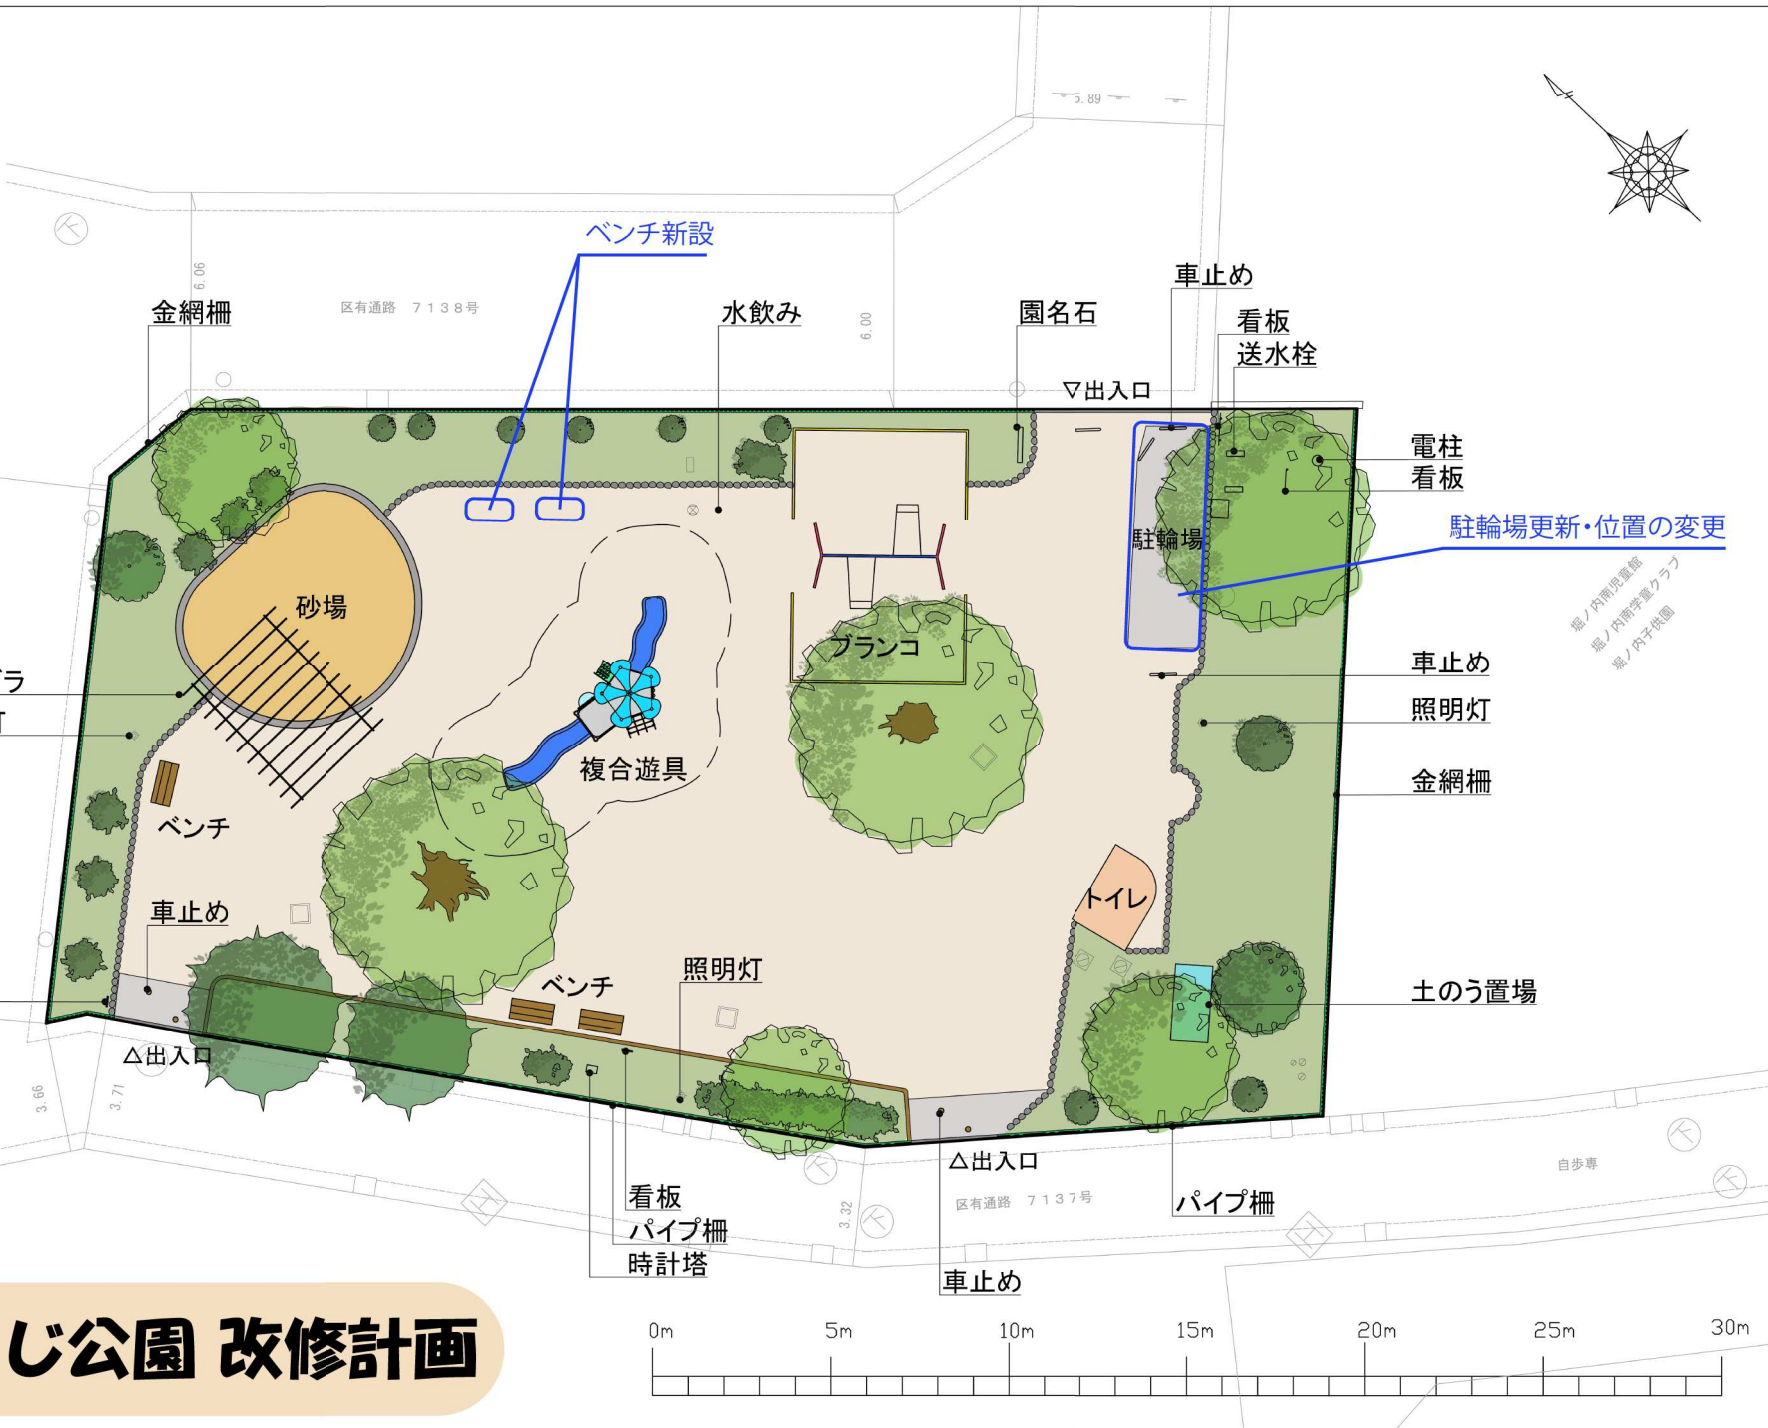 5.89
ベンチ新設
6.06
金網柵
区有通路 7138号
水飲み
6.00
園名石
車止め
看板
送水栓
▽出入口
電柱
看板
駐輪場更新・位置の変更
駐輪場
堀ノ内南児童館
堀ノ内南学童クラブ
堀ノ内子供園
砂場
ブランコ
車止め
ラ
照明灯
灯
複合遊具
金網柵
ベンチ
トイレ
車止め
照明灯
ベンチ
土のう置場
△出入口
3.66
3.71
△出入口
自歩専
看板
パイプ柵
時計塔
3.32
区有通路 7137号
パイプ柵
車止め
じ公園 改修計画
0m 5m 10m 15m 20m 25m 30m